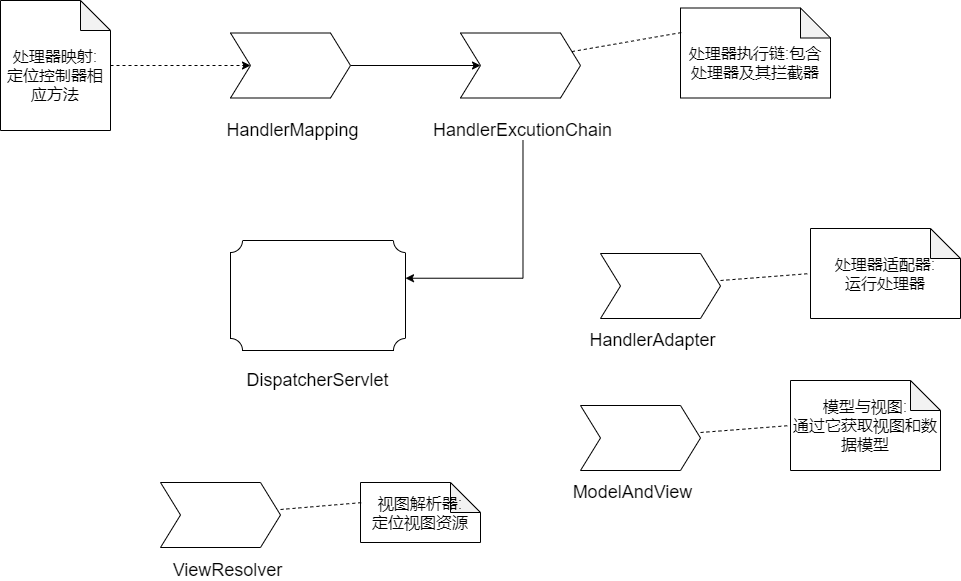 处理器映射:
定位控制器相
应方法
HandlerMapping
HandlerExcutionChain
处理器执行链:包含
处理器及其拦截器
DispatcherServlet
处理器适配器:
运行处理器
HandlerAdapter
模型与视图:
通过它获取视图和数
据模型
ModelAndView
视图解析器:
定位视图资源
ViewResolver